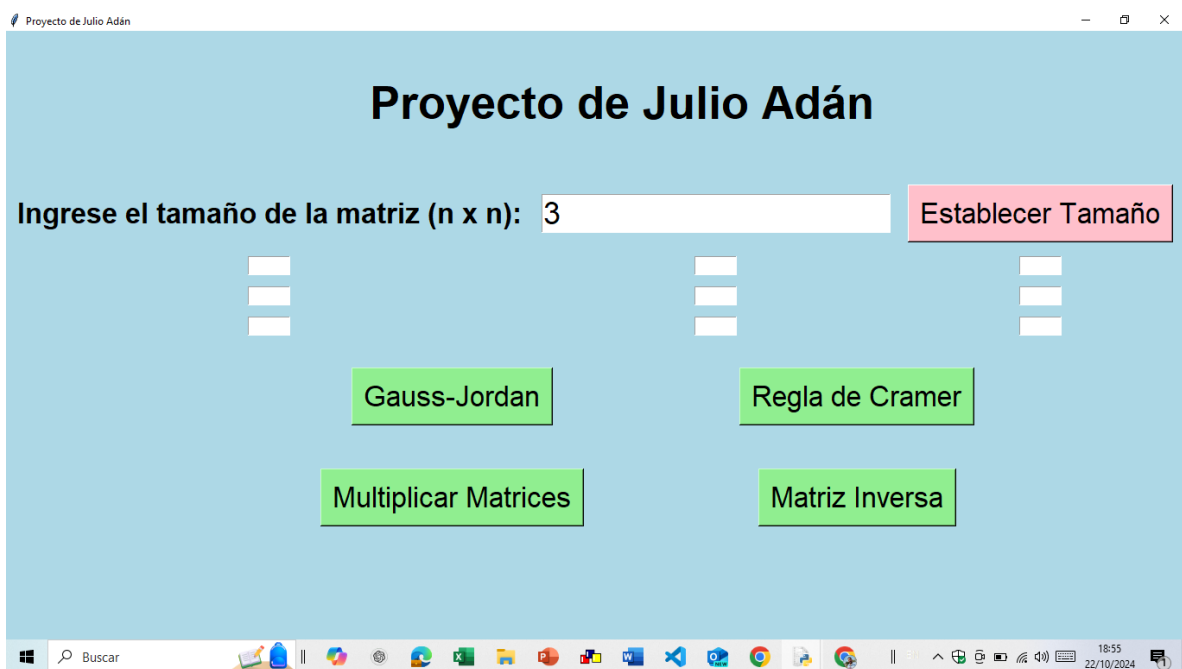 Proyecto de Julio Adán
Proyecto de Julio Adán
Ingrese el tamaño de la matriz (n x n): 3 Establecer Tamaño
Gauss-Jordan Regla de Cramer
Multiplicar Matrices Matriz Inversa
Buscar 18:55
22/10/2024